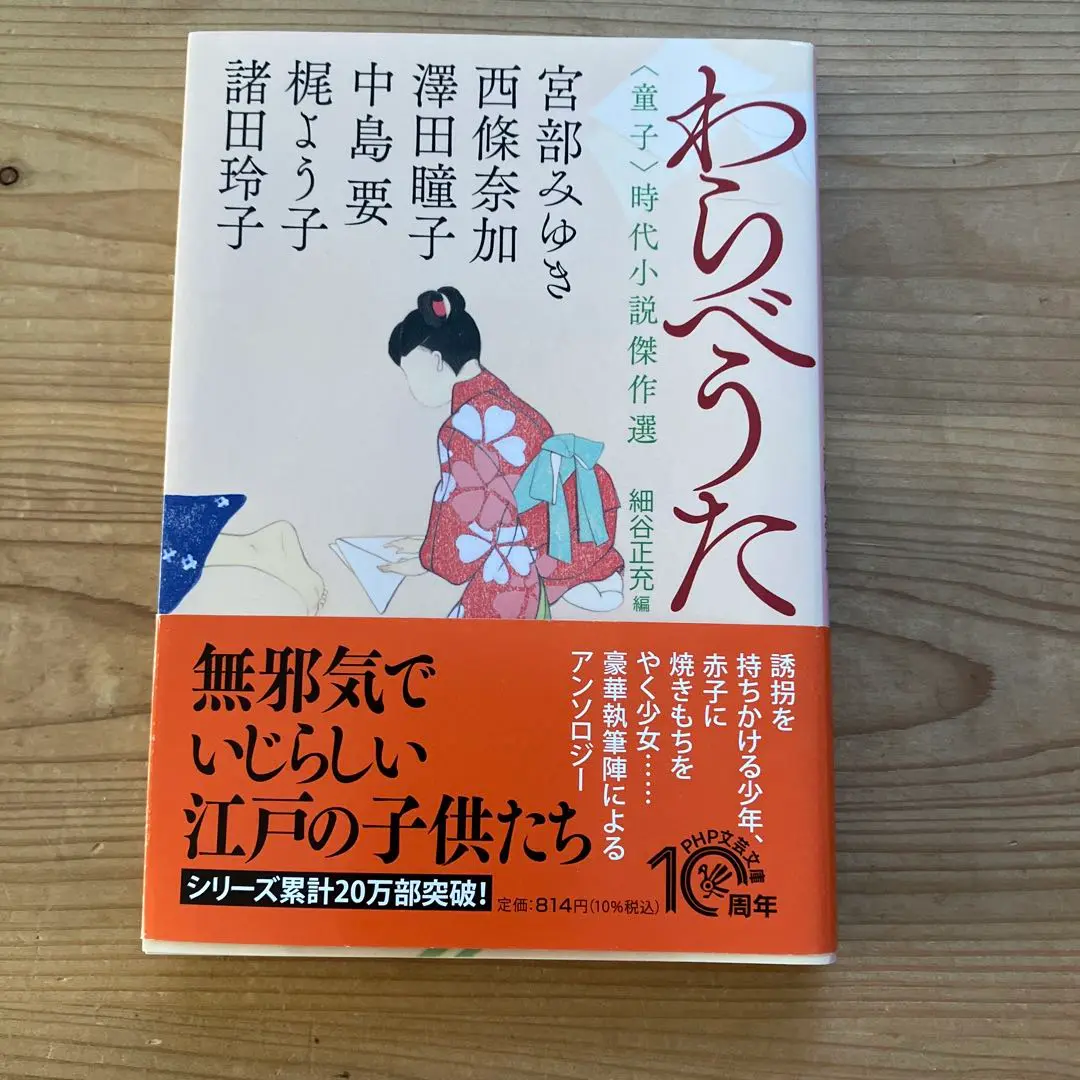 わらべうた
〈童子〉時代小説傑作選
細谷正充 編
宮部みゆき
西條奈加
澤田瞳子
中島 要
梶よう子
諸田玲子
誘拐を
持ちかける少年、
赤子に
焼きもちを
やく少女……
豪華執筆陣による
アンソロジー
無邪気で
いじらしい
江戸の子供たち
シリーズ累計20万部突破!
定価:814円(10%税込)
PHP文芸文庫
10周年